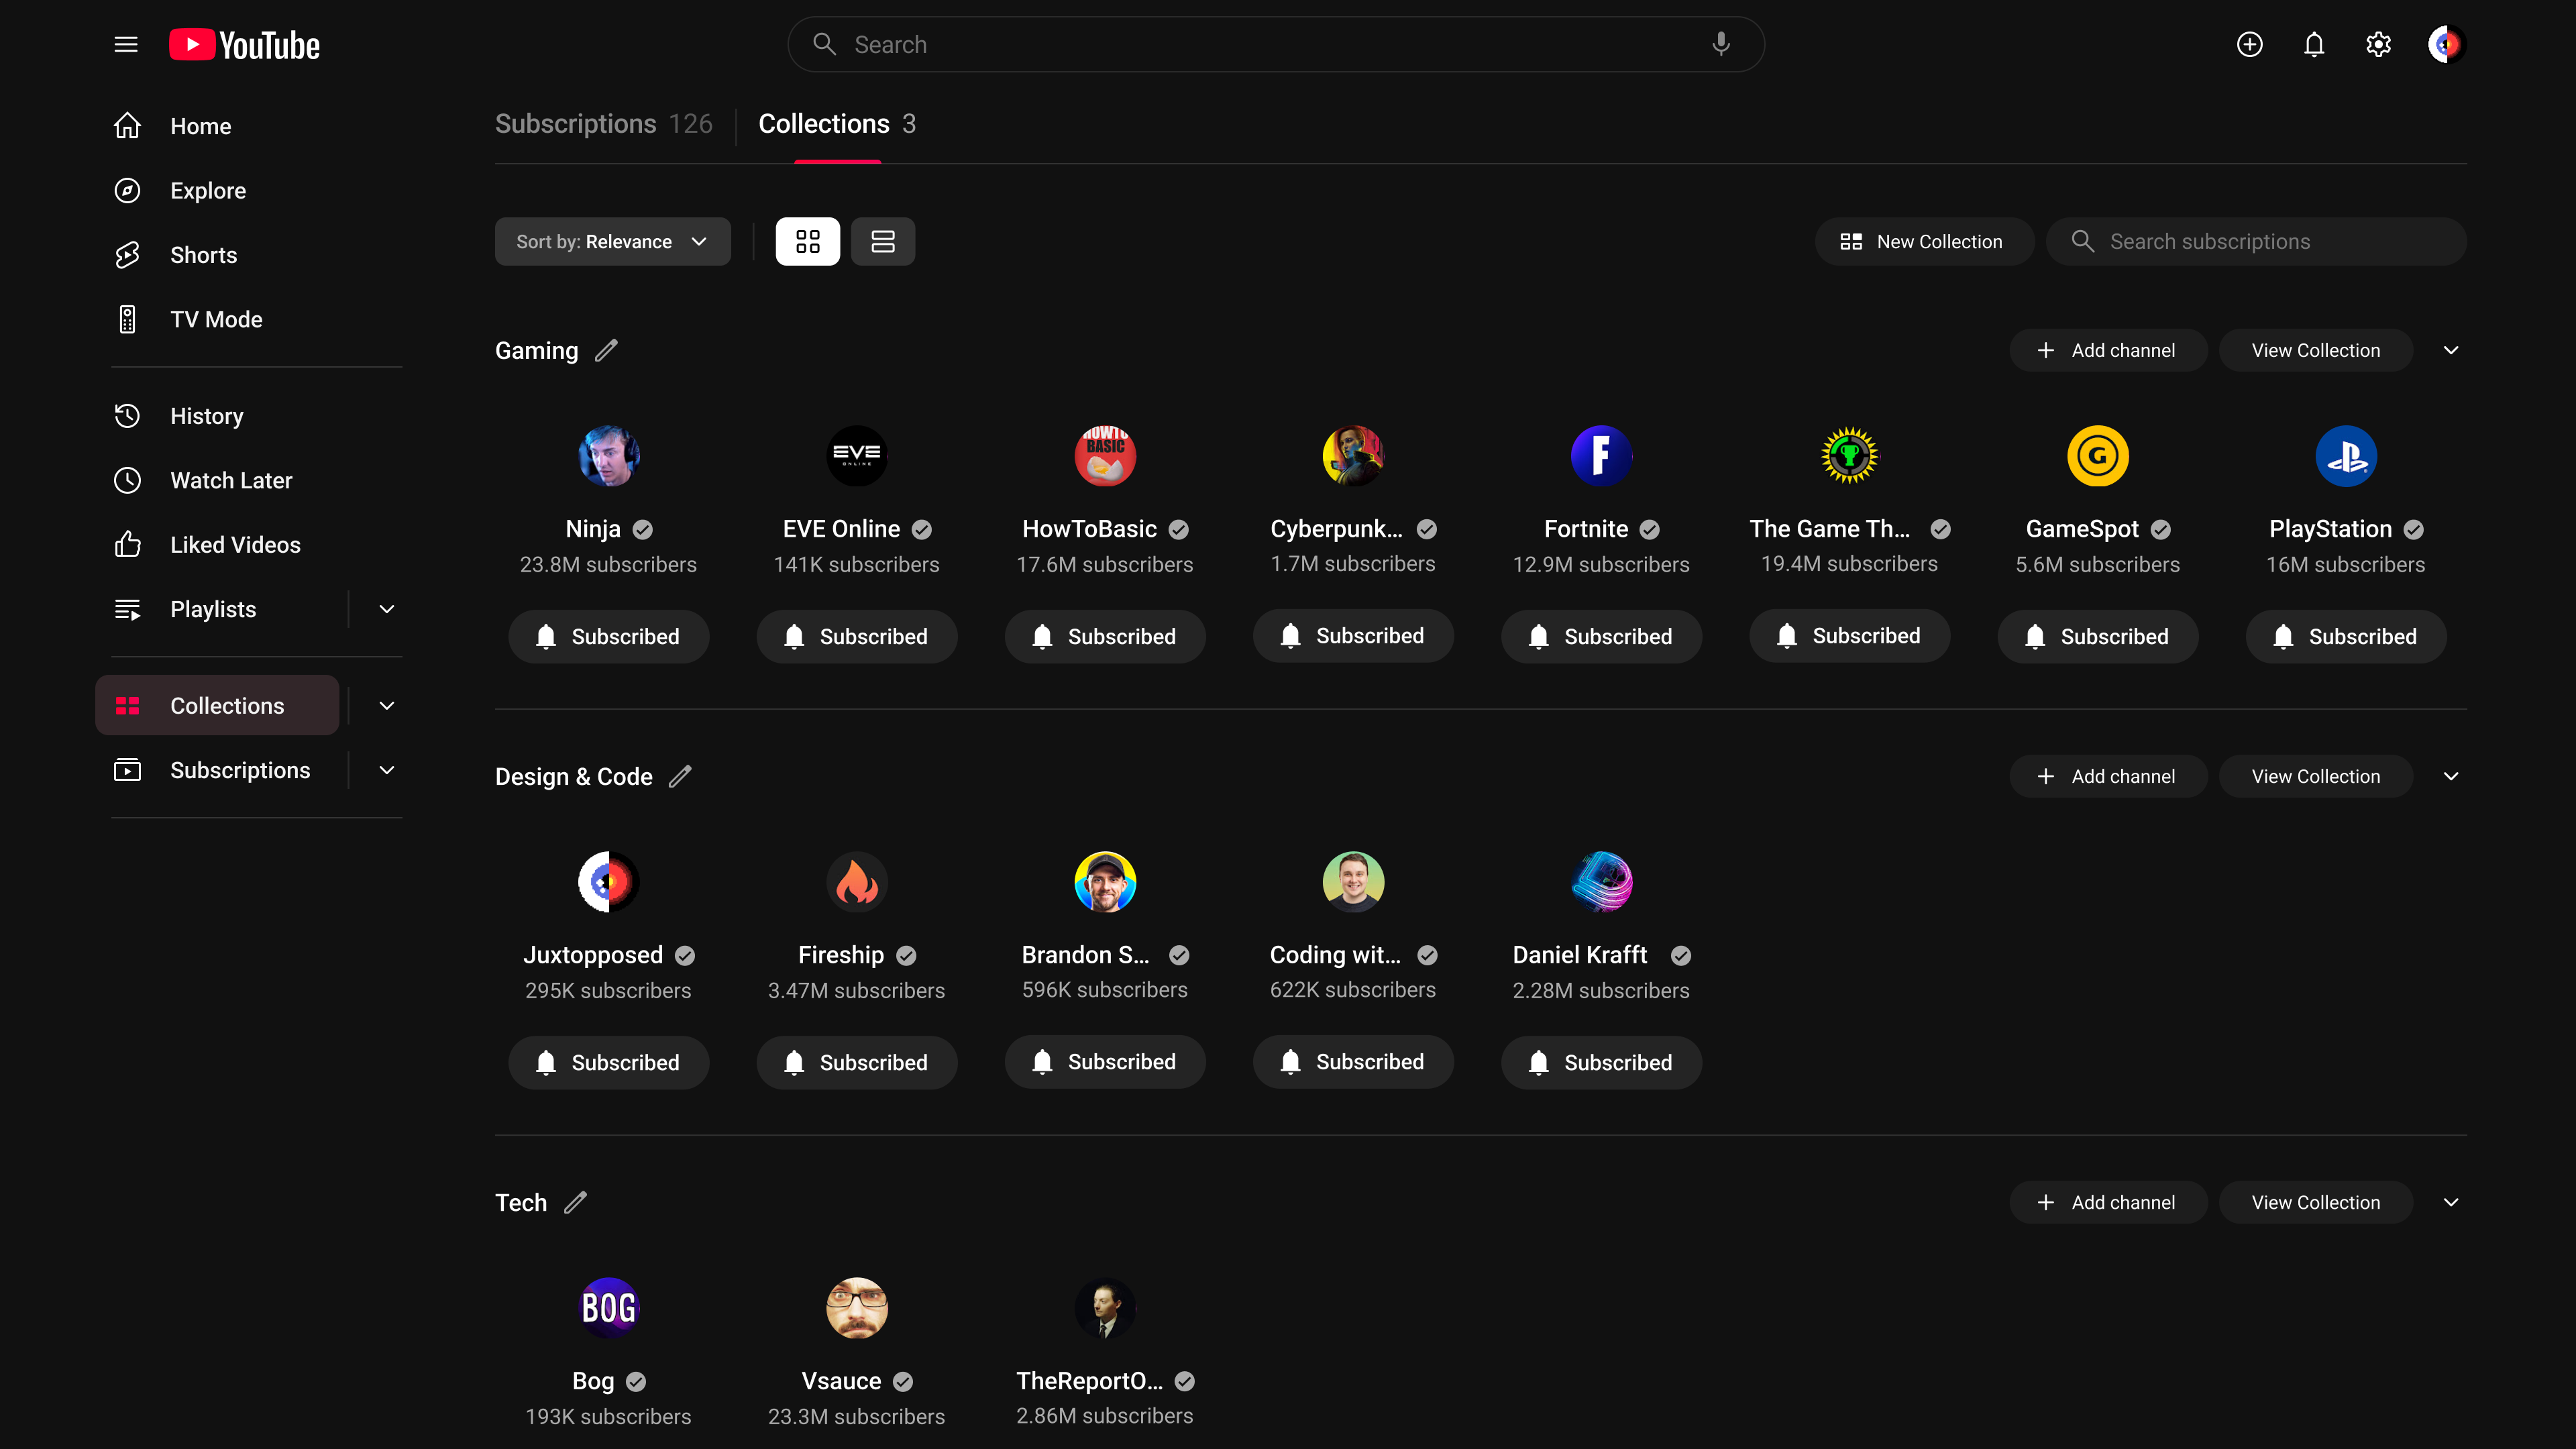 YouTube
Search
Home
Explore
Shorts
TV Mode
History
Watch Later
Liked Videos
Playlists
Collections
Subscriptions
Subscriptions 126
Collections 3
Sort by: Relevance
New Collection
Search subscriptions
Gaming
Add channel
View Collection
HOWTO
BASIC
EVE
ONLINE
F
G
Ninja
23.8M subscribers
Subscribed
EVE Online
141K subscribers
Subscribed
HowToBasic
17.6M subscribers
Subscribed
Cyberpunk...
1.7M subscribers
Subscribed
Fortnite
12.9M subscribers
Subscribed
The Game Th...
19.4M subscribers
Subscribed
GameSpot
5.6M subscribers
Subscribed
PlayStation
16M subscribers
Subscribed
Design & Code
Add channel
View Collection
Juxtopposed
295K subscribers
Subscribed
Fireship
3.47M subscribers
Subscribed
Brandon S...
596K subscribers
Subscribed
Coding wit...
622K subscribers
Subscribed
Daniel Krafft
2.28M subscribers
Subscribed
Tech
Add channel
View Collection
BOG
Bog
193K subscribers
Vsauce
23.3M subscribers
TheReportO...
2.86M subscribers